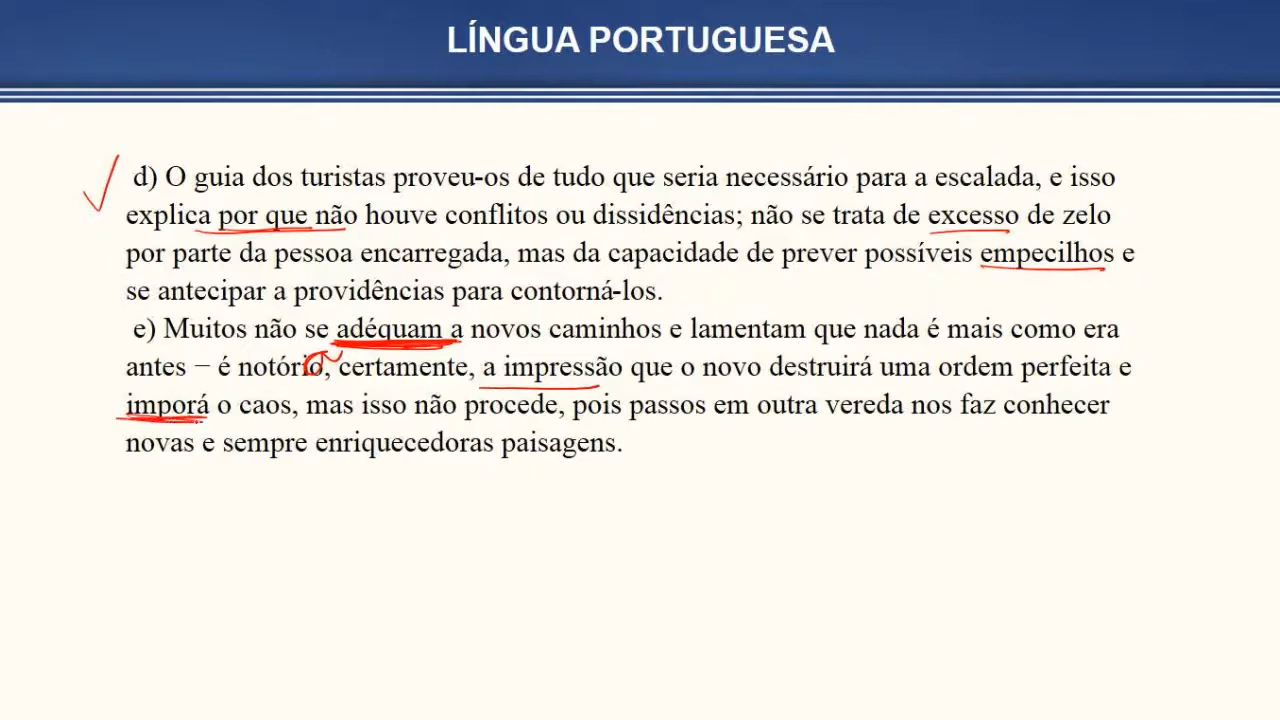 LÍNGUA PORTUGUESA
d) O guia dos turistas proveu-os de tudo que seria necessário para a escalada, e isso
explica por que não houve conflitos ou dissidências; não se trata de excesso de zelo
por parte da pessoa encarregada, mas da capacidade de prever possíveis empecilhos e
se antecipar a providências para contorná-los.
e) Muitos não se adéquam a novos caminhos e lamentam que nada é mais como era
antes − é notório, certamente, a impressão que o novo destruirá uma ordem perfeita e
imporá o caos, mas isso não procede, pois passos em outra vereda nos faz conhecer
novas e sempre enriquecedoras paisagens.